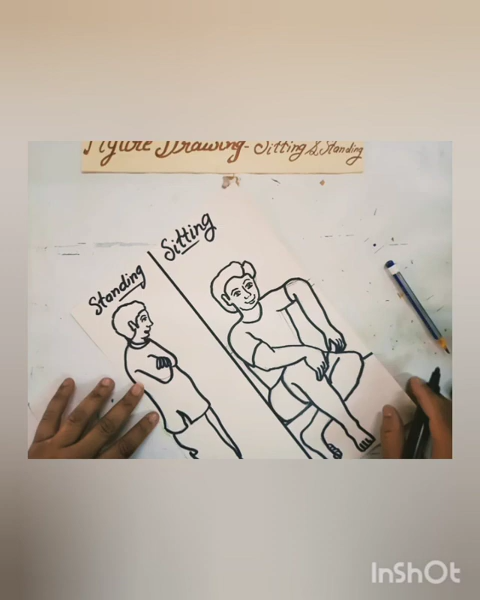 Figure Drawing - Sitting & Standing
Sitting
Standing
InShOt